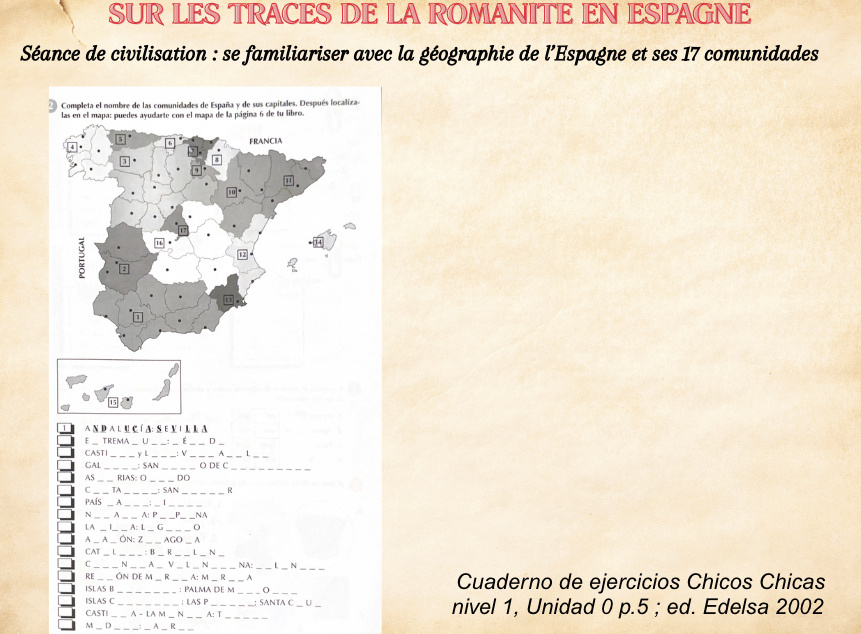 SUR LES TRACES DE LA ROMANITE EN ESPAGNE
Séance de civilisation : se familiariser avec la géographie de l'Espagne et ses 17 comunidades
2 Completa el nombre de las comunidades de España y de sus capitales. Después localíza-
las en el mapa: puedes ayudarte con el mapa de la página 6 de tu libro.
FRANCIA
PORTUGAL
4
5
6
7
8
3
9
10
11
17
16
14
12
2
13
1
15
1 ANDALUCÍA: SEVILLA
E _ TREMA _ U _ _: _ É _ _ D _
CASTI _ _ _ y L _ _ _: V _ _ _ A _ _ L _ _
GAL _ _ _ _: SAN _ _ _ _ O DE C _ _ _ _ _ _ _ _ _
AS _ _ RIAS: O _ _ _ DO
C _ _ TA _ _ _ _: SAN _ _ _ _ _ R
PAÍS _ A _ _ _: _ I _ _ _ _
N _ _ A _ _ A: P _ _P_ _NA
LA _ I_ _ A: L _ G _ _ _ O
A _ A _ ÓN: Z _ _ AGO _ A
CAT _ L _ _ _: B _ R _ _ L _ N _
C _ _ _ N _ _ A _ V _ L _ N _ _ _ NA: _ _ L _ N _ _ _
RE _ _ ÓN DE M _ R _ _ A: M _ R _ _ A
ISLAS B _ _ _ _ _ _ _ : PALMA DE M _ _ _ O _ _ _
ISLAS C _ _ _ _ _ _ _ : LAS P _ _ _ _ _: SANTA C _ U _
CASTI _ _ A - LA M _ N _ _ A: T _ _ _ _ _
M _ D _ _ _: _ A _ R _ _
Cuaderno de ejercicios Chicos Chicas
nivel 1, Unidad 0 p.5 ; ed. Edelsa 2002